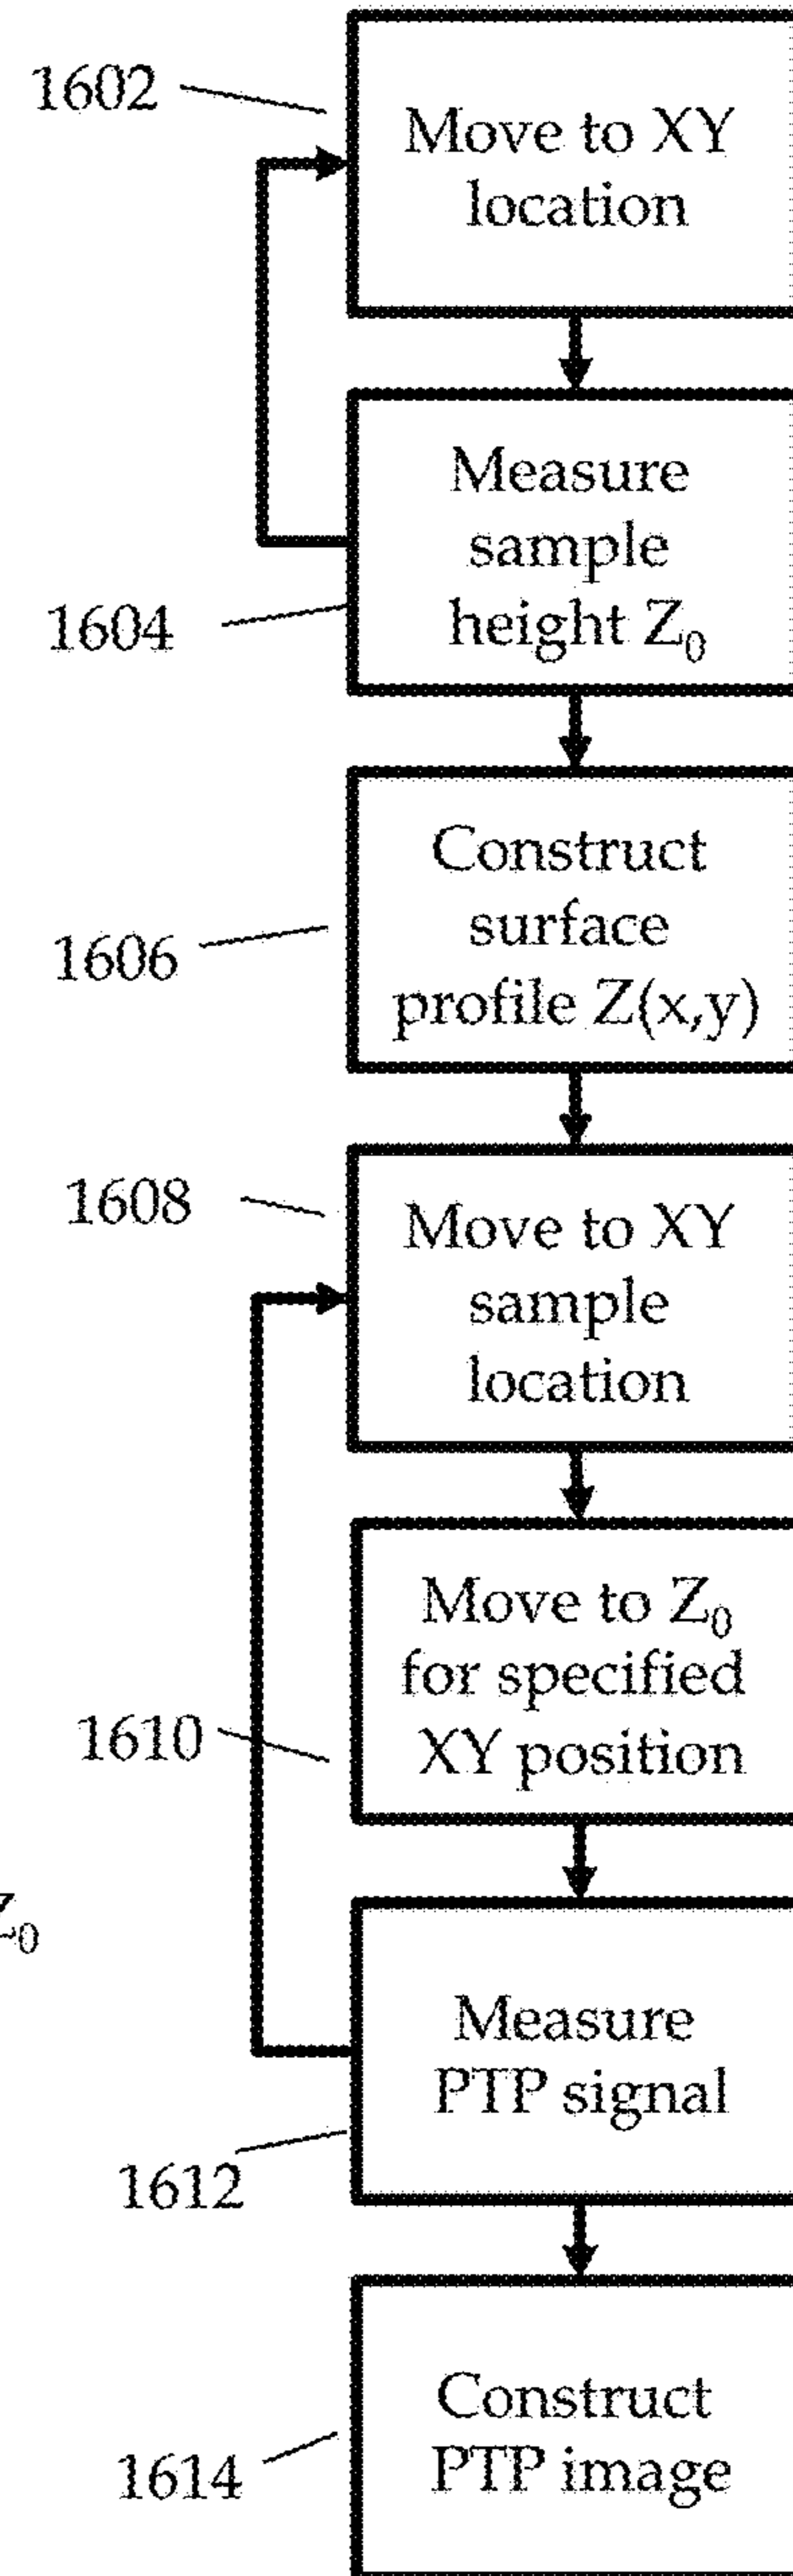 1602
Move to XY
location
Measure
sample
height Z₀
1604
Construct
surface
profile Z(x,y)
1606
1608
Move to XY
sample
location
Move to Z₀
for specified
XY position
1610
Z₀
Measure
PTP signal
1612
Construct
PTP image
1614